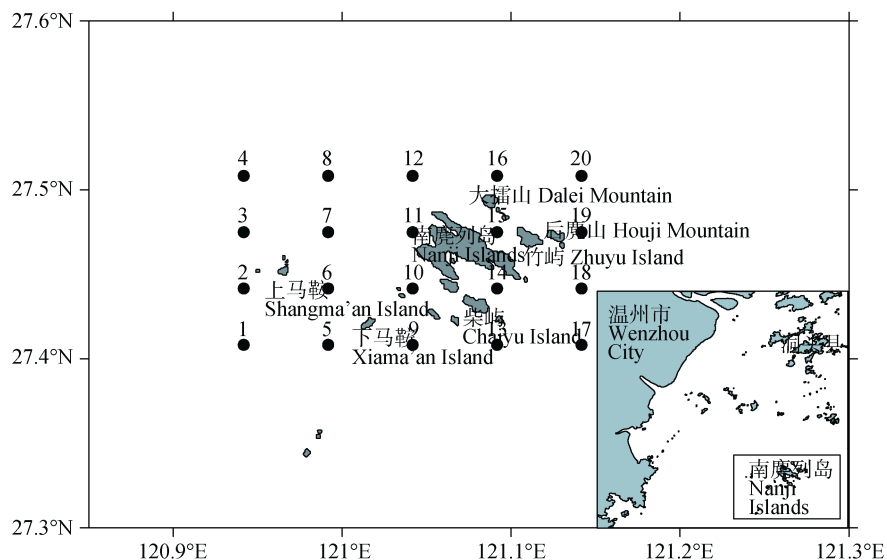 27.6°N
4 8 12 16 20
27.5°N
大擂山 Dalei Mountain
3 7 11 15 19
南麂列岛
后麂山 Houji Mountain
Nanji Islands
竹屿 Zhuyu Island
2 6 10 14 18
上马鞍
Shangma'an Island
柴屿
Chaiyu Island
1 5 9 13 17
下马鞍
Xiama'an Island
27.4°N
温州市
Wenzhou
City
洞头县
南麂列岛
Nanji
Islands
27.3°N
120.9°E 121°E 121.1°E 121.2°E 121.3°E